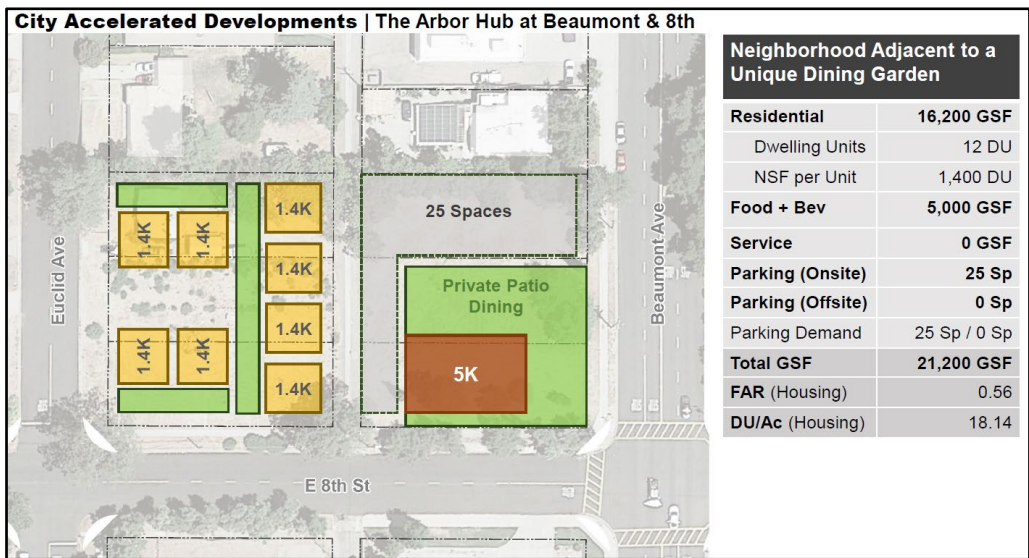 City Accelerated Developments | The Arbor Hub at Beaumont & 8th
Neighborhood Adjacent to a
Unique Dining Garden
Residential 16,200 GSF
Dwelling Units 12 DU
NSF per Unit 1,400 DU
Food + Bev 5,000 GSF
Service 0 GSF
Parking (Onsite) 25 Sp
Parking (Offsite) 0 Sp
Parking Demand 25 Sp / 0 Sp
Total GSF 21,200 GSF
FAR (Housing) 0.56
DU/Ac (Housing) 18.14
Euclid Ave
1.4K
1.4K
1.4K
1.4K
1.4K
1.4K
1.4K
1.4K
25 Spaces
Private Patio
Dining
5K
Beaumont Ave
E 8th St